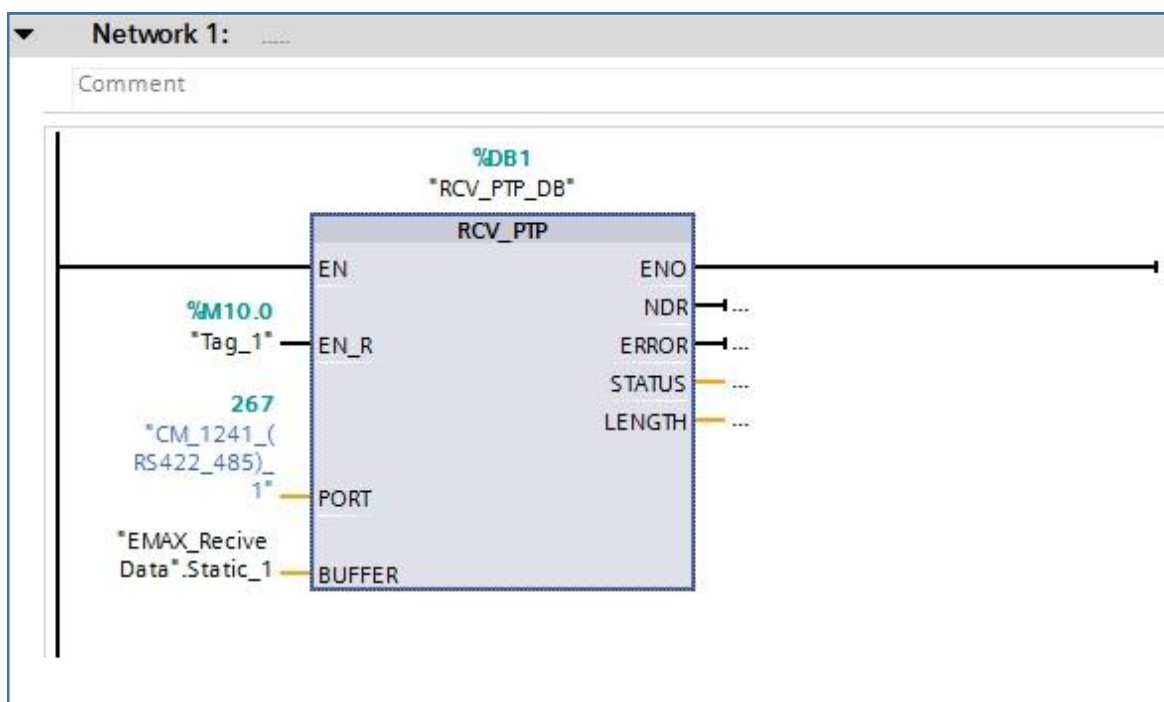 Network 1: .....
Comment
%DB1
"RCV_PTP_DB"
RCV_PTP
EN ENO
%M10.0 NDR ...
"Tag_1" EN_R ERROR ...
STATUS ...
267
LENGTH ...
"CM_1241_(
RS422_485)_
1" PORT
"EMAX_Recive
Data".Static_1 BUFFER